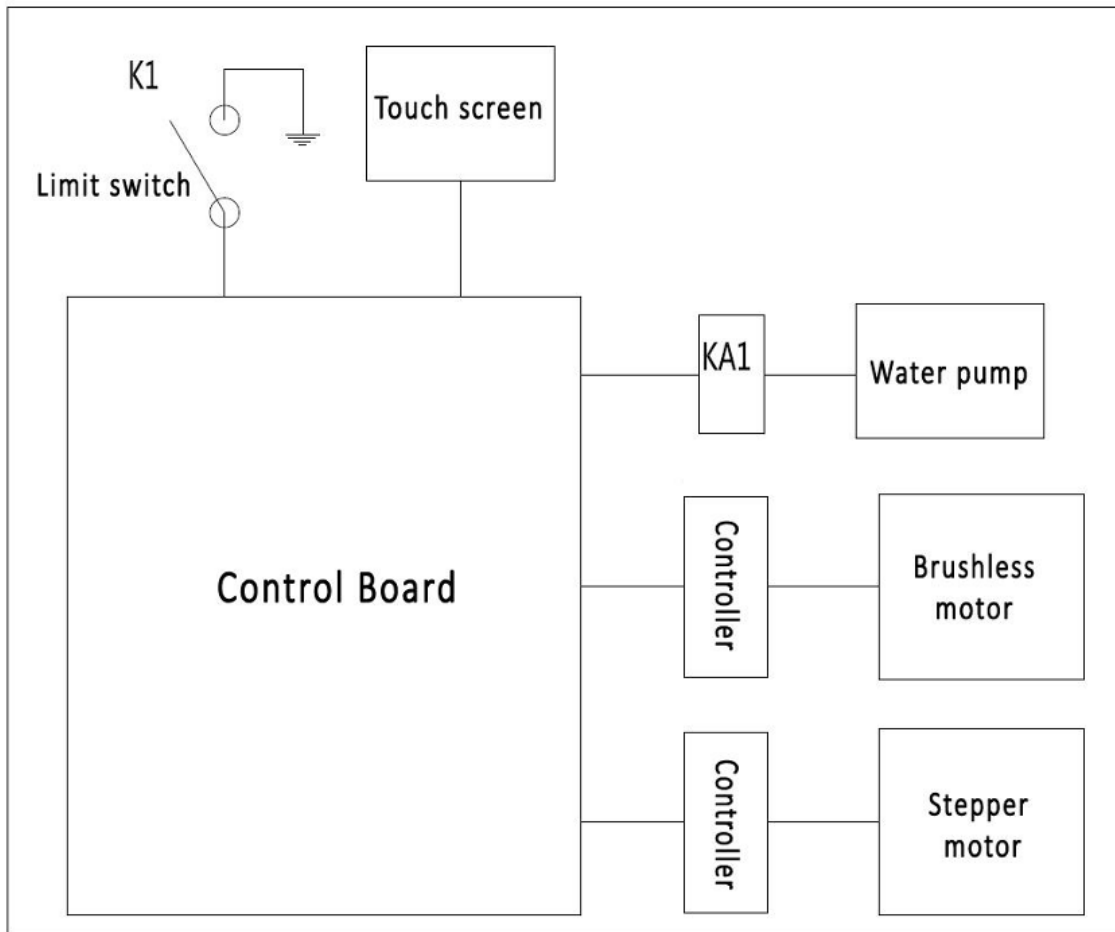 K1
Touch screen
Limit switch
KA1
Water pump
Control Board
Controller
Brushless
motor
Controller
Stepper
motor